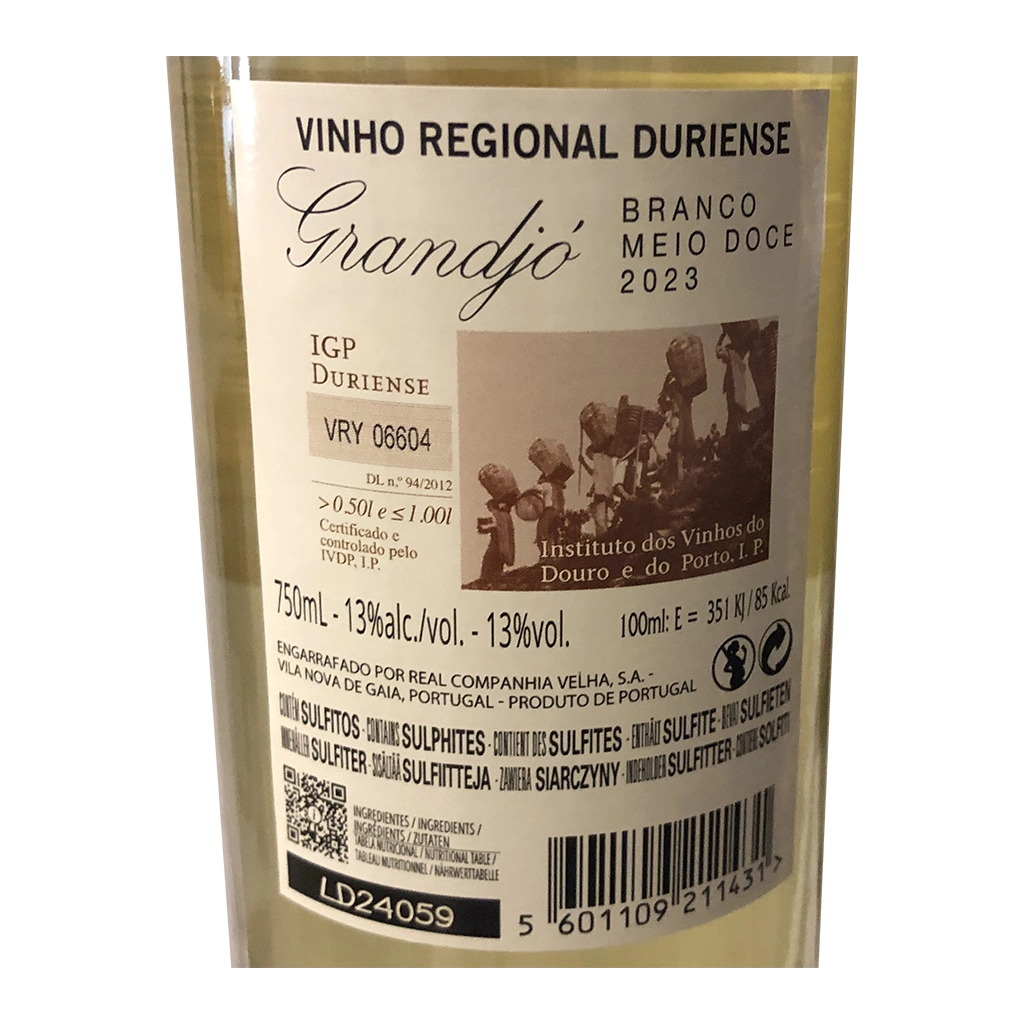 VINHO REGIONAL DURIENSE
Grandjó
BRANCO
MEIO DOCE
2023
IGP
DURIENSE
VRY 06604
DL n.º 94/2012
>0.50l e ≤ 1.00l
Certificado e
controlado pelo
IVDP, I.P.
Instituto dos Vinhos do
Douro e do Porto, I. P.
750mL - 13%alc./vol. - 13%vol.
100ml: E = 351 KJ / 85 Kcal.
ENGARRAFADO POR REAL COMPANHIA VELHA, S.A. -
VILA NOVA DE GAIA, PORTUGAL - PRODUTO DE PORTUGAL
CONTÉM SULFITOS - CONTAINS SULPHITES - CONTIENT DES SULFITES - ENTHÄLT SULFITE - BEVAT SULFIETEN
INNEHÅLLER SULFITER - SISÄLTÄÄ SULFIITTEJA - ZAWIERA SIARCZYNY - INDEHOLDER SULFITTER - CONTIENE SOLFITI
INGREDIENTES / INGREDIENTS /
INGRÉDIENTS / ZUTATEN
TABELA NUTRICIONAL / NUTRITIONAL TABLE /
TABLEAU NUTRITIONNEL / NÄHRWERTTABELLE
LD24059
5 601109 211431 >